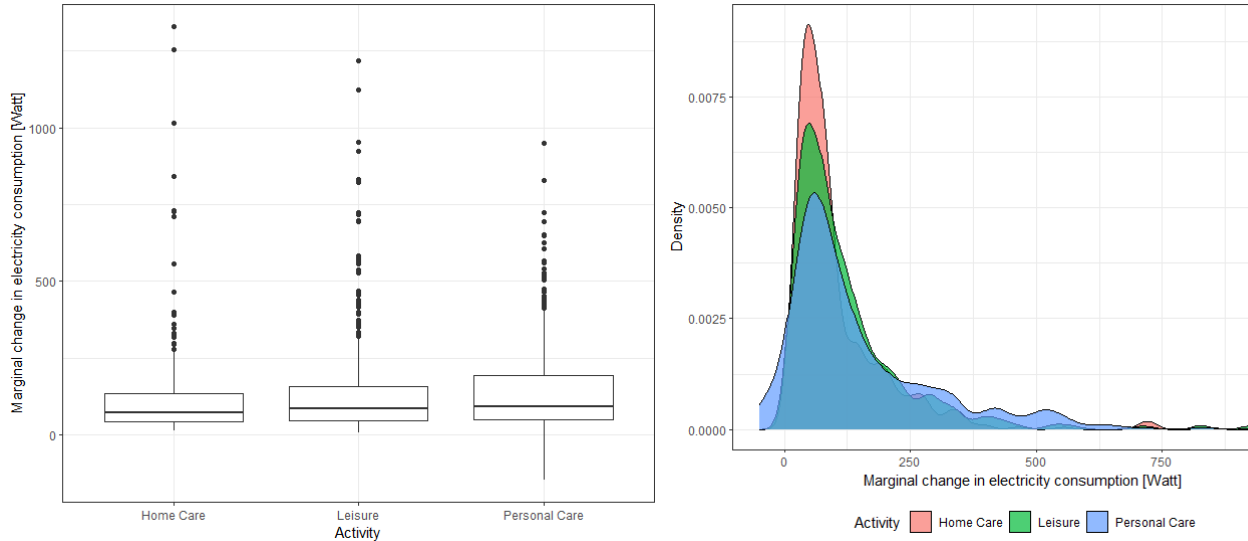 Marginal change in electricity consumption [Watt]
1000
500
0
Home Care
Leisure
Personal Care
Activity
Density
0.0075
0.0050
0.0025
0.0000
0
250
500
750
Marginal change in electricity consumption [Watt]
Activity
Home Care
Leisure
Personal Care